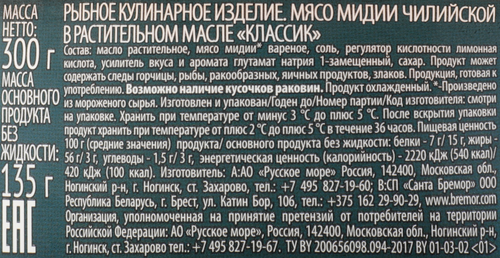 МАССА
300 г
МАССА
ОСНОВНОГО
ПРОДУКТА
БЕЗ
ЖИДКОСТИ:
135 г
ЕАС
РЫБНОЕ КУЛИНАРНОЕ ИЗДЕЛИЕ. МЯСО МИДИИ ЧИЛИЙСКОЙ
В РАСТИТЕЛЬНОМ МАСЛЕ «КЛАССИК»
Состав: масло растительное, мясо мидии* вареное, соль, регулятор кислотности лимонная
кислота, усилитель вкуса и аромата глутамат натрия 1-замещенный, сахар. Продукт может
содержать следы горчицы, рыбы, ракообразных, яичных продуктов, злаков. Продукция, готовая к
употреблению. Возможно наличие кусочков раковин. Продукт охлажденный. *-Произведено
из мороженого сырья. Изготовлен и упакован/Годен до/Номер партии/Код изготовителя: смотри
на упаковке. Хранить при температуре от минус 3°С до плюс 5 °С. После вскрытия упаковки
продукт хранить при температуре от плюс 2°С до плюс 5 °С в течение 36 часов. Пищевая ценность
100 г (средние значения) продукта/ основного продукта без жидкости: белки - 7 г/ 15 г, жиры -
56 г/ 3 г, углеводы - 1,5 г/ 3 г, энергетическая ценность (калорийность) - 2220 кДж (540 ккал)/
420 кДж (100 ккал). Изготовитель: А:АО «Русское море», Россия, 142400, Московская обл.,
Ногинский р-н, г. Ногинск, ст. Захарово, тел.: +7 495 827-19-60; В:СП «Санта Бремор» ООО,
Республика Беларусь, г. Брест, ул. Катин Бор, 106, тел.: +375 162 29-90-29, www.bremor.com
Организация, уполномоченная на принятие претензий от потребителей на территории
России: АО «Русское море», Россия, 142400, Московская обл., Ногинский р-н,
г. Ногинск, ст. Захарово тел.: +7 495 827-19-67. TU BY 200656098.094-2017 BY 01-03-02 <01>